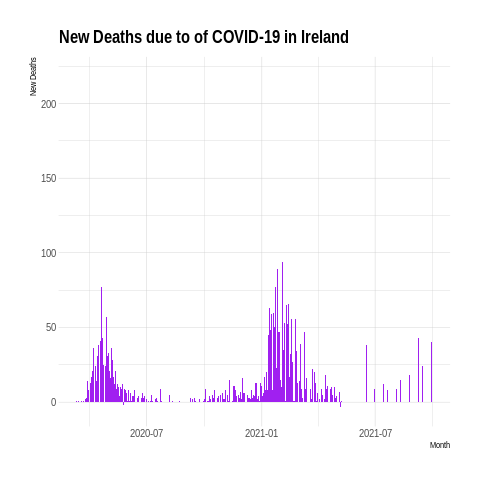 New Deaths due to of COVID-19 in Ireland
New Deaths
200
150
100
50
0
2020-07
2021-01
2021-07
Month